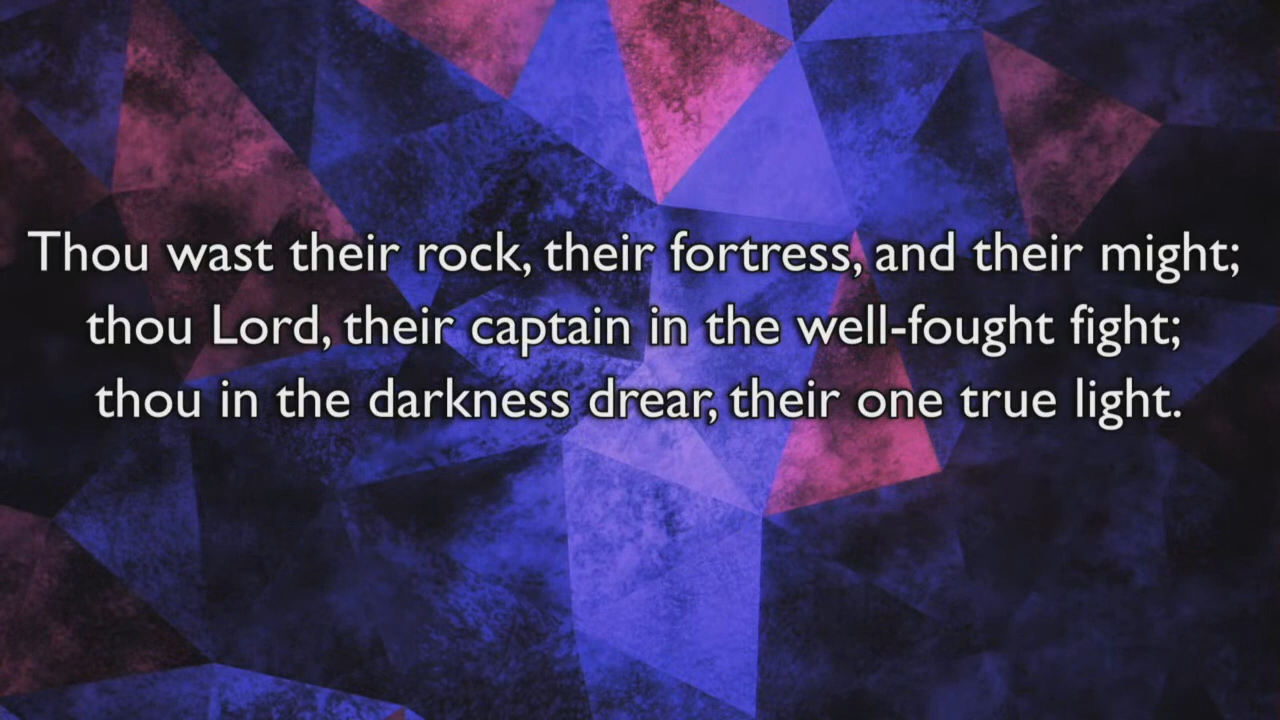 Thou wast their rock, their fortress, and their might;
thou Lord, their captain in the well-fought fight;
thou in the darkness drear, their one true light.